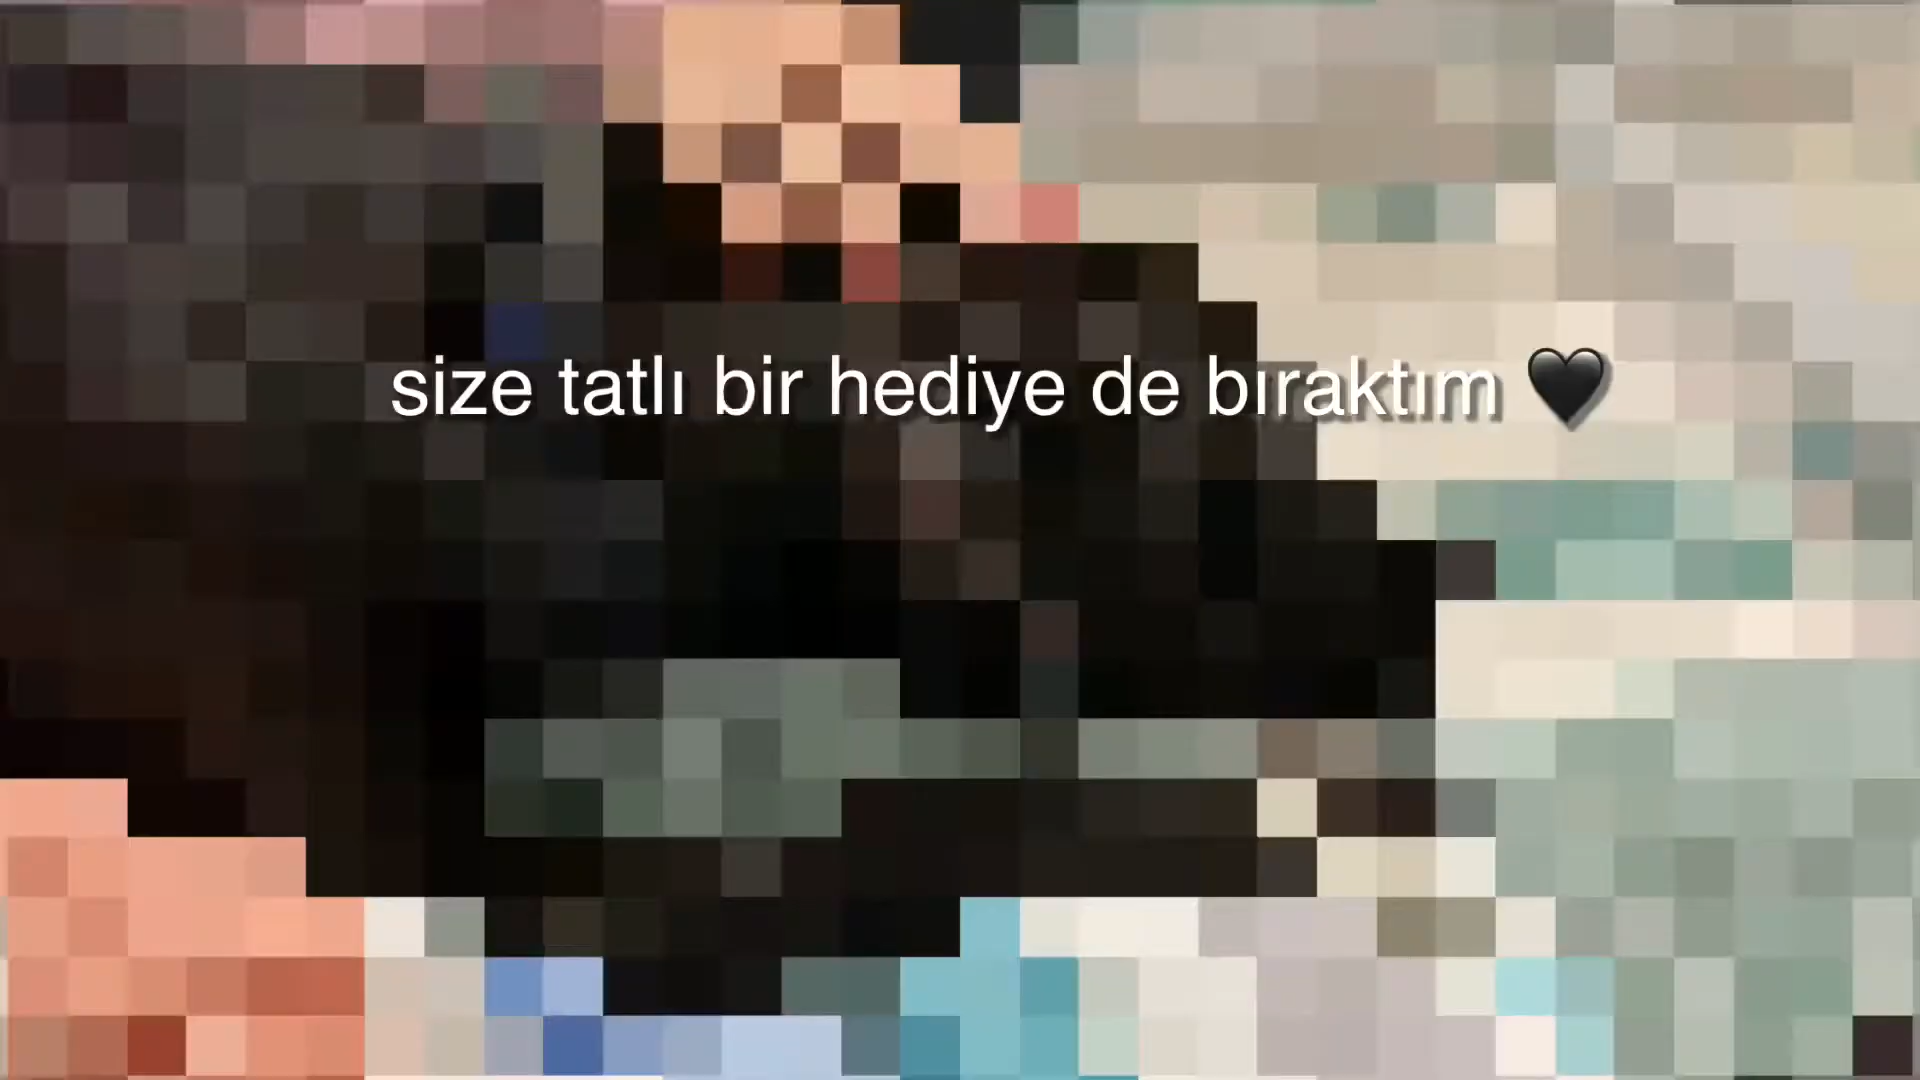 size tatlı bir hediye de bıraktım 🖤